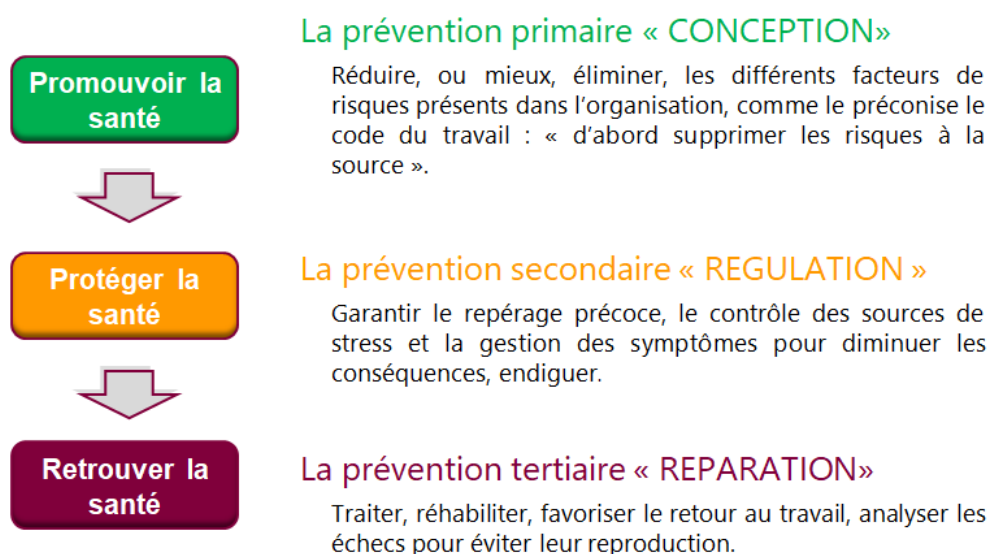 La prévention primaire « CONCEPTION»
Promouvoir la
santé
Réduire, ou mieux, éliminer, les différents facteurs de
risques présents dans l’organisation, comme le préconise le
code du travail : « d’abord supprimer les risques à la
source ».
La prévention secondaire « REGULATION »
Protéger la
santé
Garantir le repérage précoce, le contrôle des sources de
stress et la gestion des symptômes pour diminuer les
conséquences, endiguer.
La prévention tertiaire « REPARATION»
Retrouver la
santé
Traiter, réhabiliter, favoriser le retour au travail, analyser les
échecs pour éviter leur reproduction.